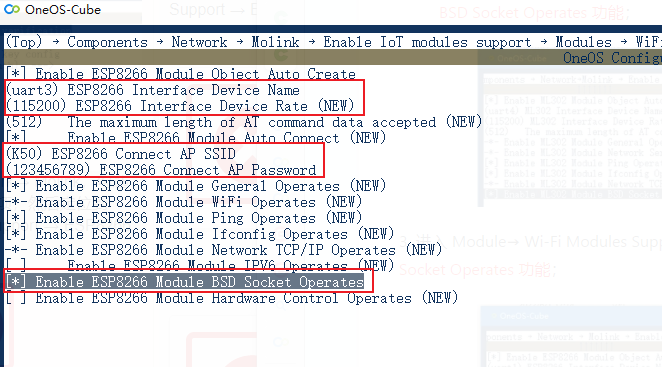 OneOS-Cube
Support
BSD Socket Operates 功能：
(Top) → Components → Network → Molink → Enable IoT modules support → Modules → WiFi
OneOS Configu
[*] Enable ESP8266 Module Object Auto Create
(uart3) ESP8266 Interface Device Name
(115200) ESP8266 Interface Device Rate (NEW)
(512) The maximum length of AT command data accepted (NEW)
[*] Enable ESP8266 Module Auto Connect (NEW)
(K50) ESP8266 Connect AP SSID
(123456789) ESP8266 Connect AP Password
[*] Enable ESP8266 Module General Operates (NEW)
-*- Enable ESP8266 Module WiFi Operates (NEW)
[*] Enable ESP8266 Module Ping Operates (NEW)
[*] Enable ESP8266 Module Ifconfig Operates (NEW)
-*- Enable ESP8266 Module Network TCP/IP Operates (NEW)
[ ] Enable ESP8266 Module IPV6 Operates (NEW)
[*] Enable ESP8266 Module BSD Socket Operates
[ ] Enable ESP8266 Module Hardware Control Operates (NEW)
Module→ Wi-Fi Modules Supp
Socket Operates 功能：
OneOS-Cube